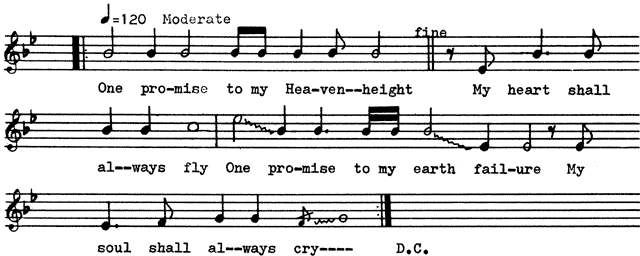 ♩=120 Moderate
fine
One pro-mise to my Hea-ven--height My heart shall
al--ways fly One pro-mise to my earth fail-ure My
soul shall al--ways cry---- D.C.